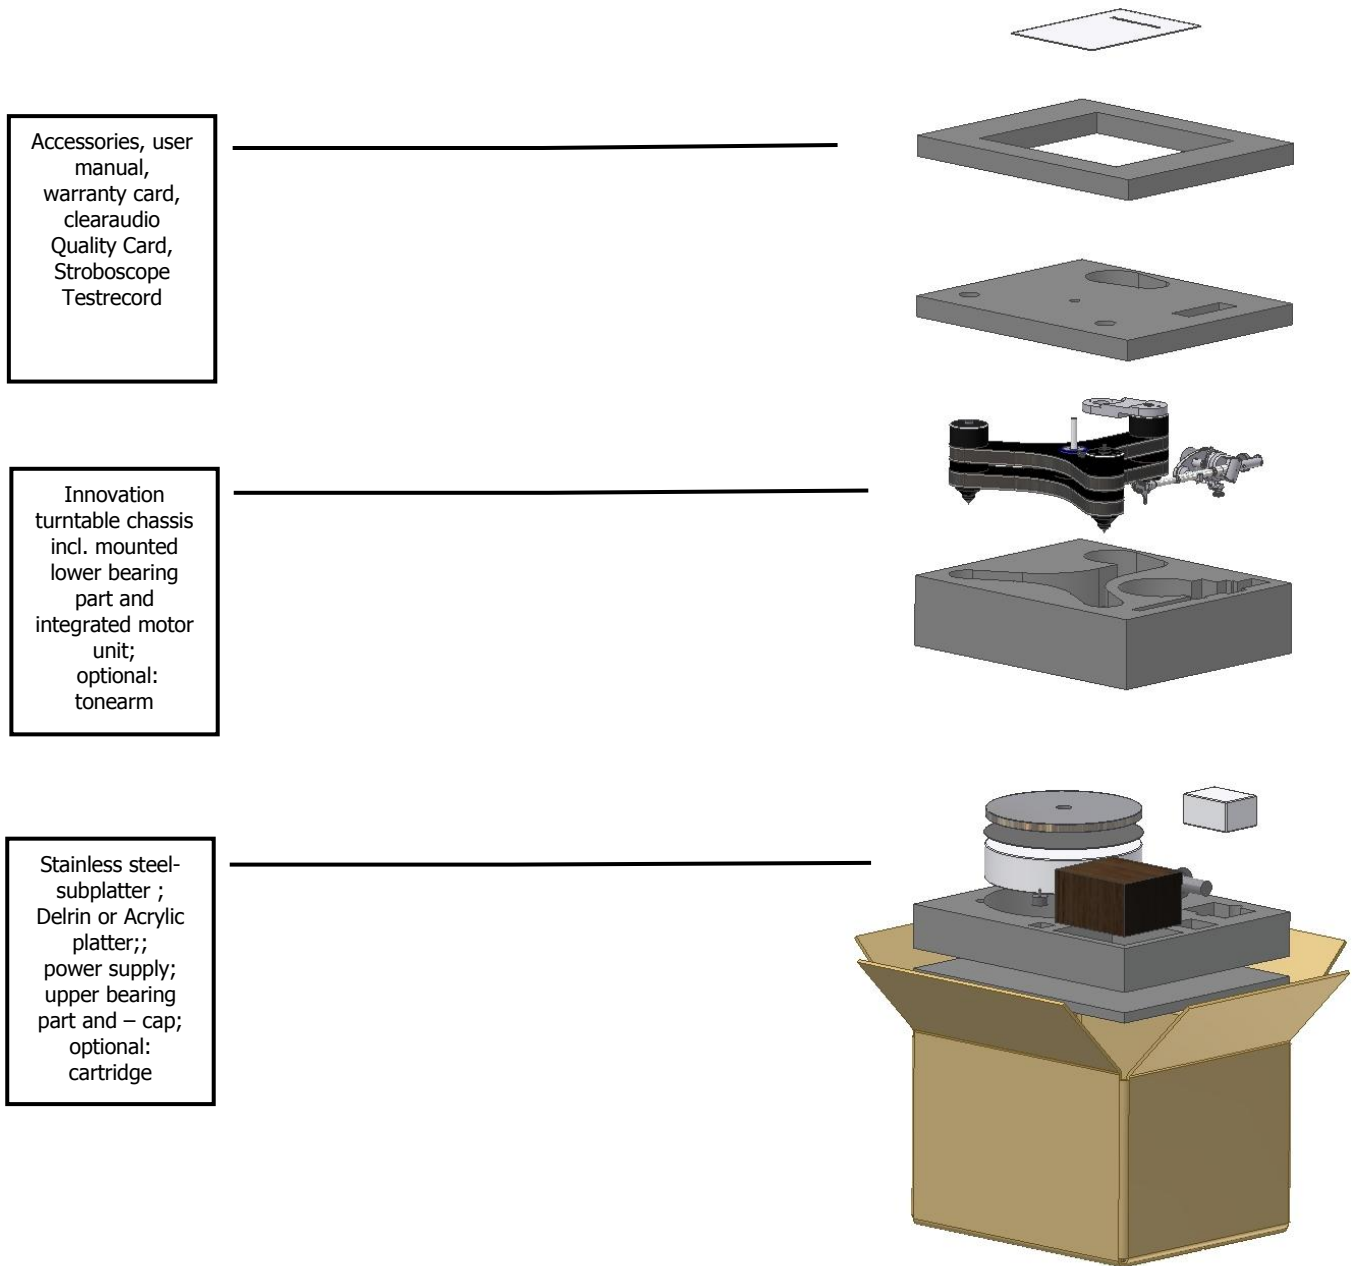 Accessories, user
manual,
warranty card,
clearaudio
Quality Card,
Stroboscope
Testrecord
Innovation
turntable chassis
incl. mounted
lower bearing
part and
integrated motor
unit;
optional:
tonearm
Stainless steel-
subplatter ;
Delrin or Acrylic
platter;;
power supply;
upper bearing
part and – cap;
optional:
cartridge